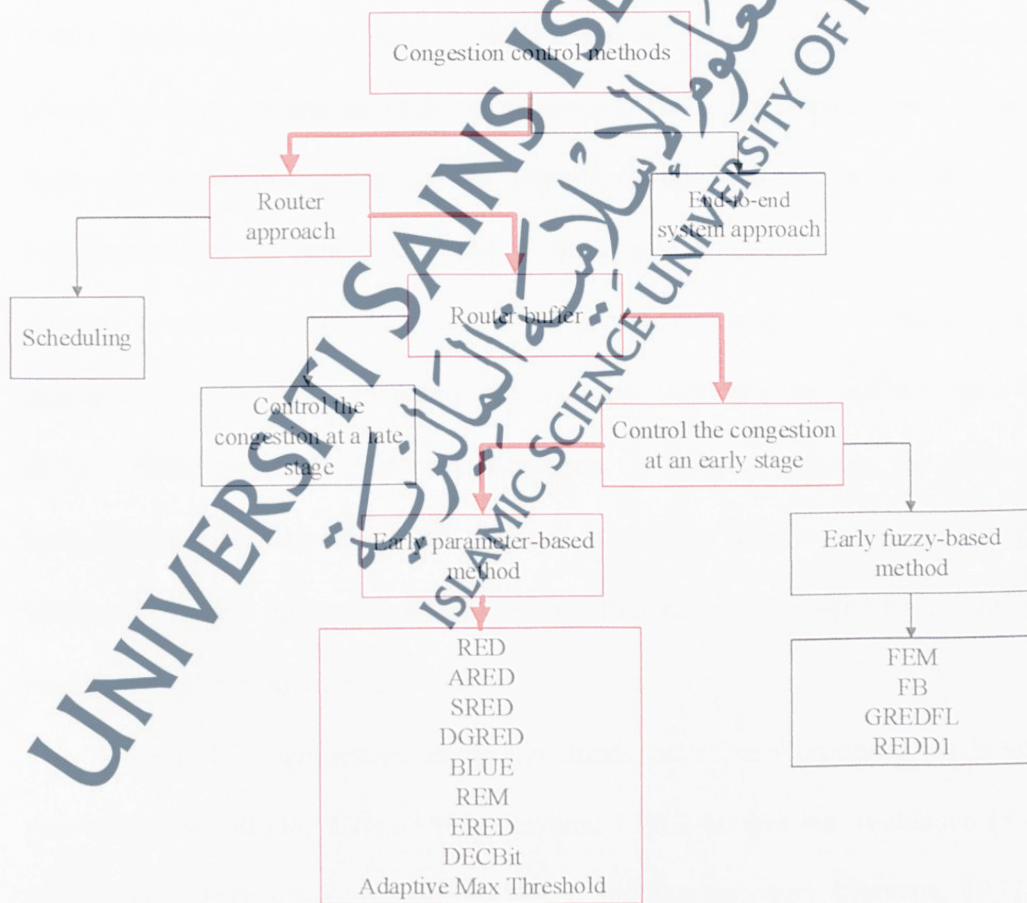 Congestion control methods
Router
approach
End-to-end
system approach
Scheduling
Router buffer
Control the
congestion at a late
stage
Control the congestion
at an early stage
Early parameter-based
method
Early fuzzy-based
method
RED
ARED
SRED
DGRED
BLUE
REM
ERED
DECBit
Adaptive Max Threshold
FEM
FB
GREDFL
REDD1
UNIVERSITI SAINS
ISLAMIC SCIENCE UNIVERSITY OF